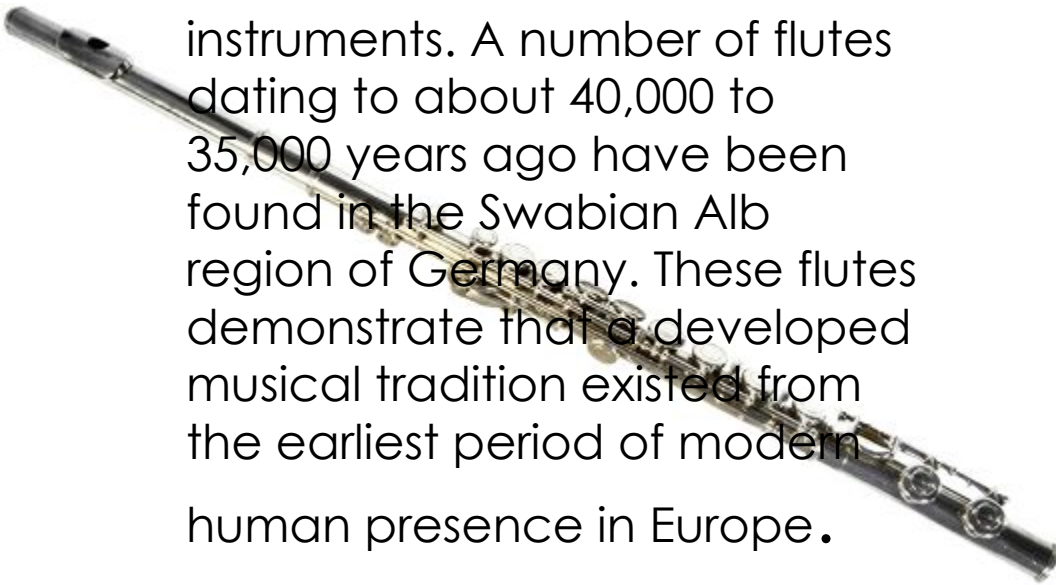 instruments. A number of flutes
dating to about 40,000 to
35,000 years ago have been
found in the Swabian Alb
region of Germany. These flutes
demonstrate that a developed
musical tradition existed from
the earliest period of modern
human presence in Europe.